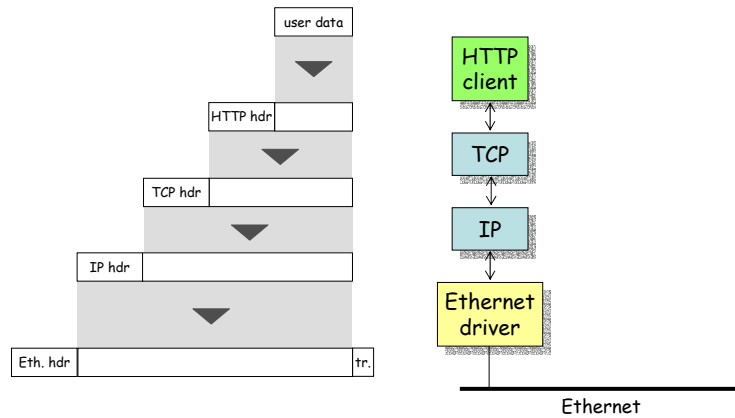 user data
HTTP hdr
TCP hdr
IP hdr
Eth. hdr
tr.
HTTP
client
TCP
IP
Ethernet
driver
Ethernet